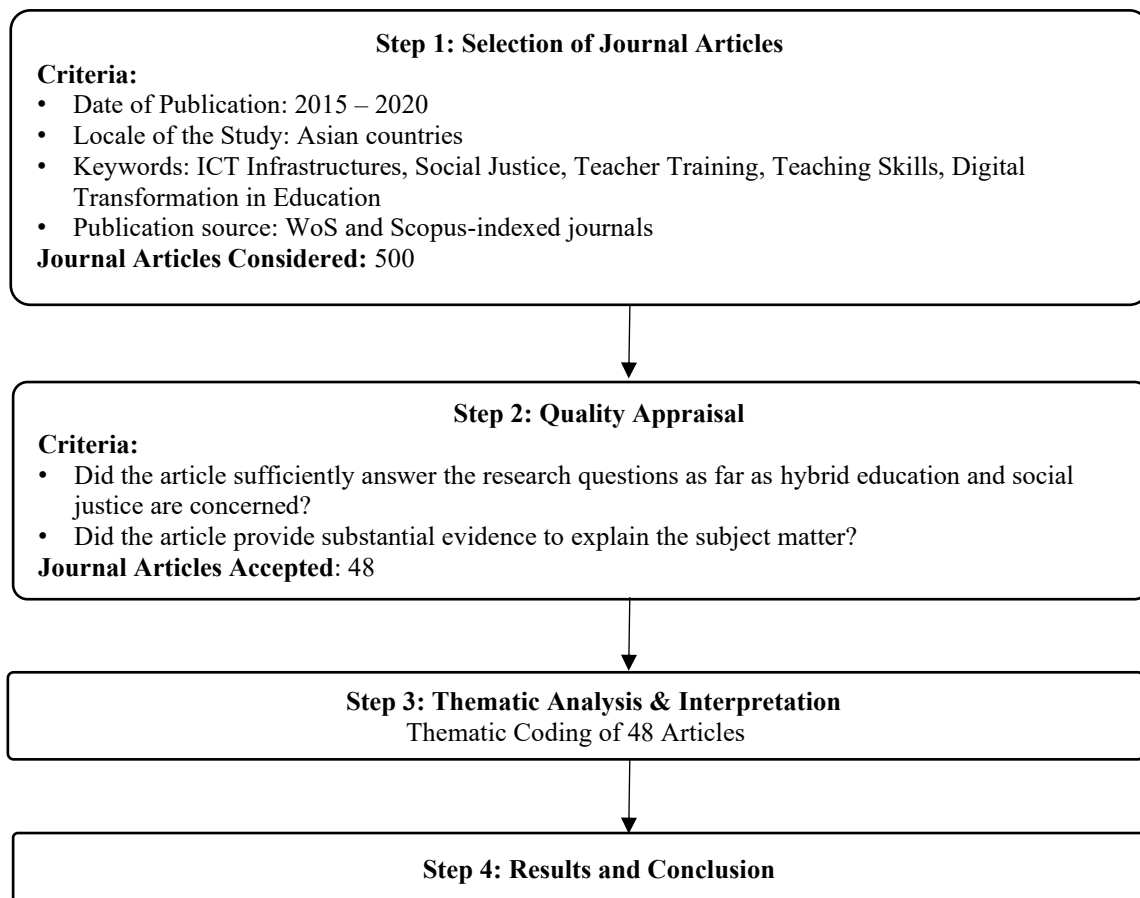 Step 1: Selection of Journal Articles
Criteria:
• Date of Publication: 2015 – 2020
• Locale of the Study: Asian countries
• Keywords: ICT Infrastructures, Social Justice, Teacher Training, Teaching Skills, Digital
Transformation in Education
• Publication source: WoS and Scopus-indexed journals
Journal Articles Considered: 500
Step 2: Quality Appraisal
Criteria:
• Did the article sufficiently answer the research questions as far as hybrid education and social
justice are concerned?
• Did the article provide substantial evidence to explain the subject matter?
Journal Articles Accepted: 48
Step 3: Thematic Analysis & Interpretation
Thematic Coding of 48 Articles
Step 4: Results and Conclusion